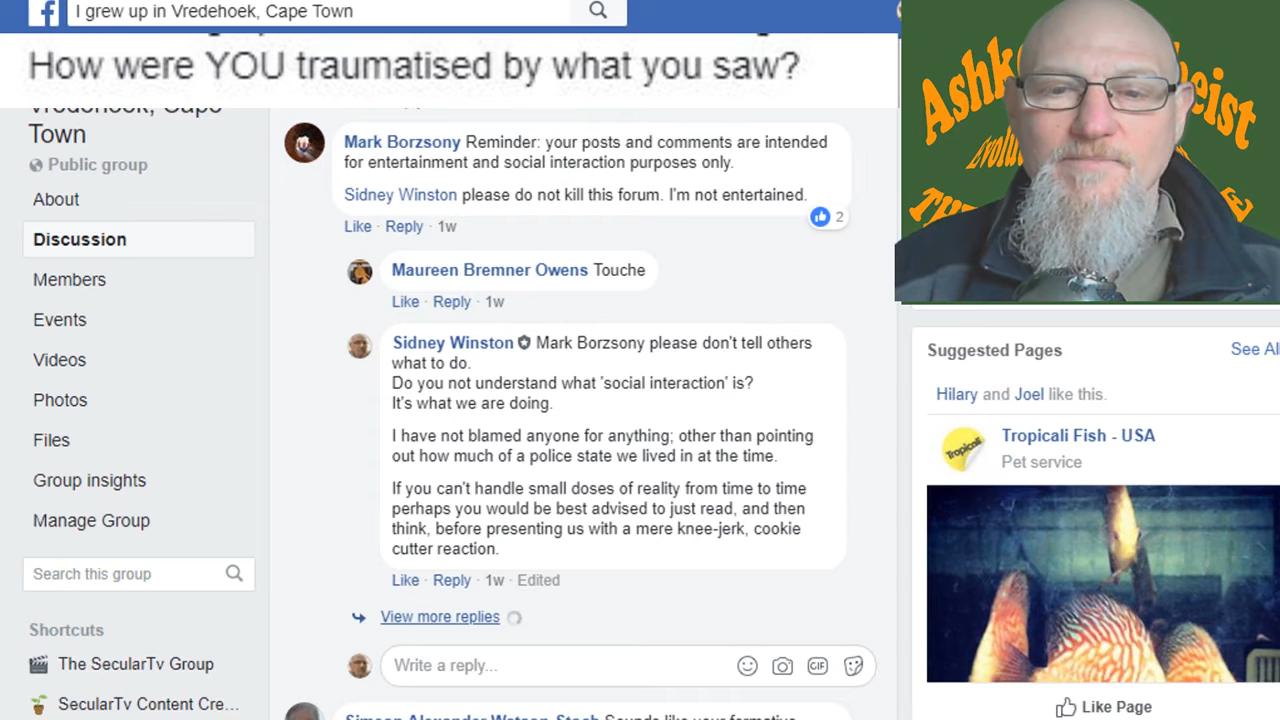 I grew up in Vredehoek, Cape Town
How were YOU traumatised by what you saw?
Vredehoek, Cape
Town
Public group
About
Discussion
Members
Events
Videos
Photos
Files
Group insights
Manage Group
Search this group
Shortcuts
The SecularTv Group
SecularTv Content Cre...
Mark Borzsony Reminder: your posts and comments are intended
for entertainment and social interaction purposes only.
Sidney Winston please do not kill this forum. I'm not entertained.
2
Like · Reply · 1w
Maureen Bremner Owens Touche
Like · Reply · 1w
Sidney Winston Mark Borzsony please don't tell others
what to do.
Do you not understand what 'social interaction' is?
It's what we are doing.
I have not blamed anyone for anything; other than pointing
out how much of a police state we lived in at the time.
If you can't handle small doses of reality from time to time
perhaps you would be best advised to just read, and then
think, before presenting us with a mere knee-jerk, cookie
cutter reaction.
Like · Reply · 1w · Edited
View more replies
Write a reply...
GIF
Suggested Pages
See All
Hilary and Joel like this.
Tropicali
Tropicali Fish - USA
Pet service
Like Page